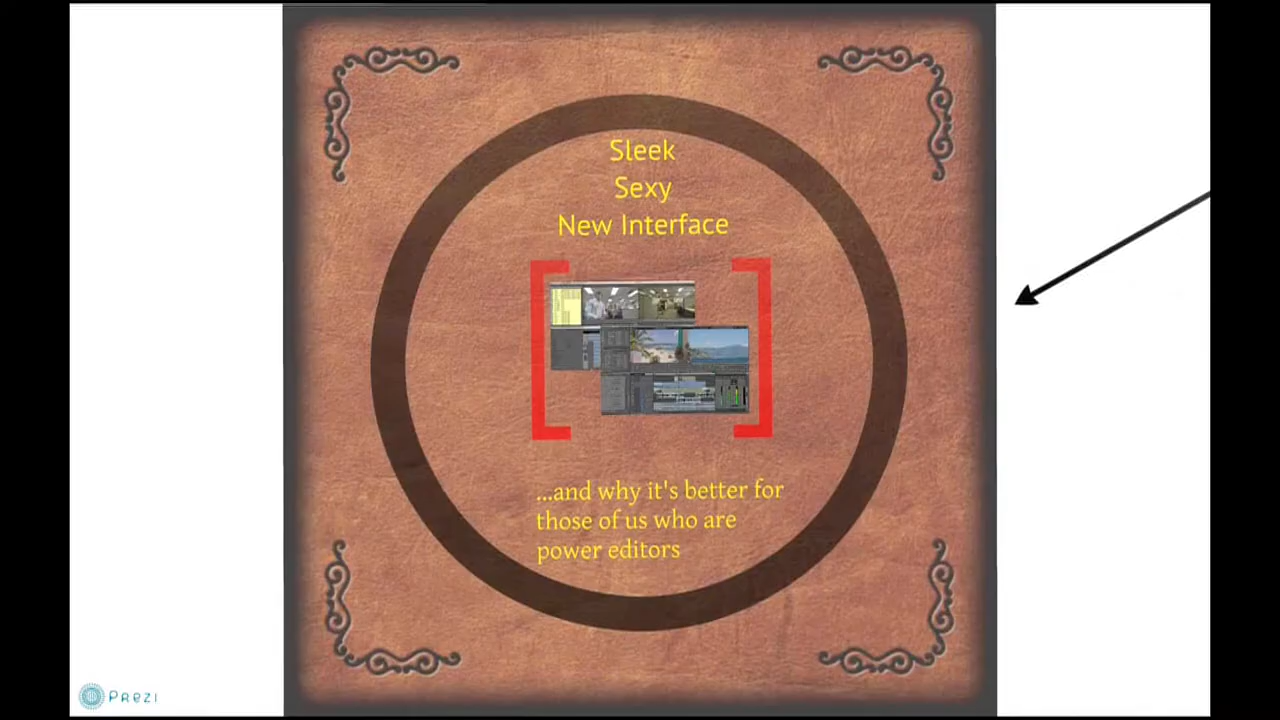 Sleek
Sexy
New Interface
...and why it's better for
those of us who are
power editors
Prezi